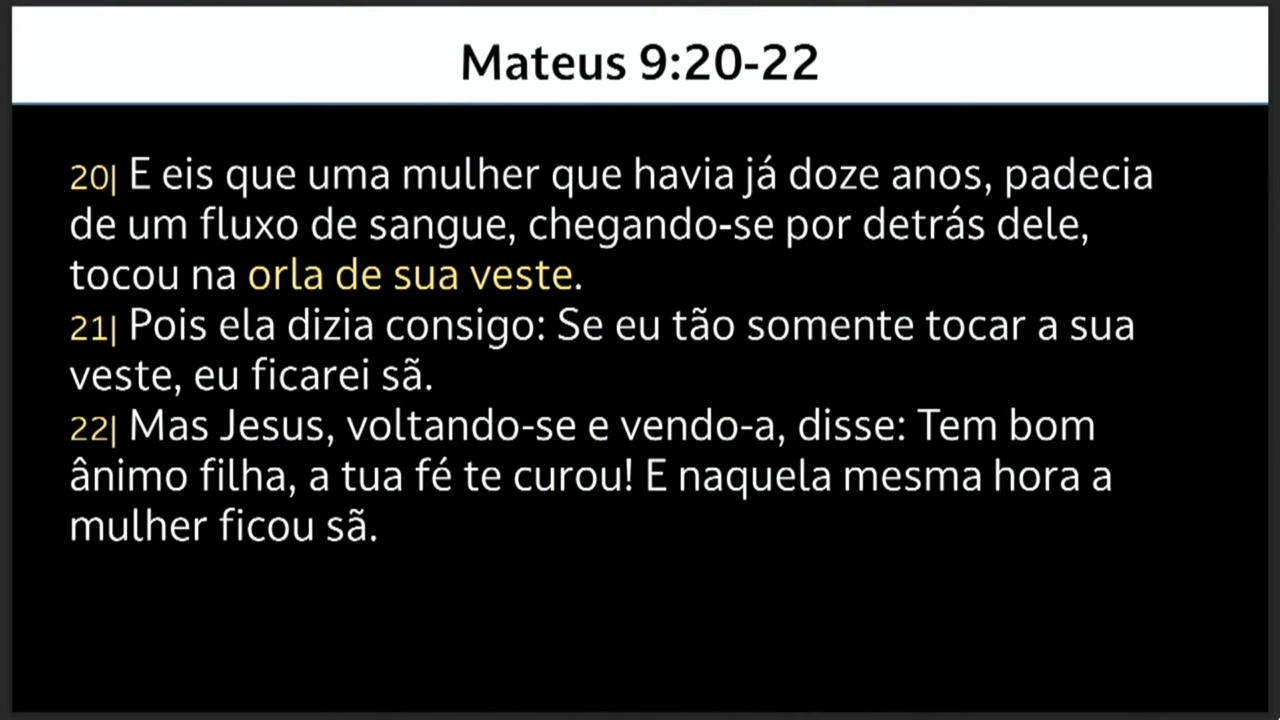 Mateus 9:20-22
20| E eis que uma mulher que havia já doze anos, padecia
de um fluxo de sangue, chegando-se por detrás dele,
tocou na orla de sua veste.
21| Pois ela dizia consigo: Se eu tão somente tocar a sua
veste, eu ficarei sã.
22| Mas Jesus, voltando-se e vendo-a, disse: Tem bom
ânimo filha, a tua fé te curou! E naquela mesma hora a
mulher ficou sã.